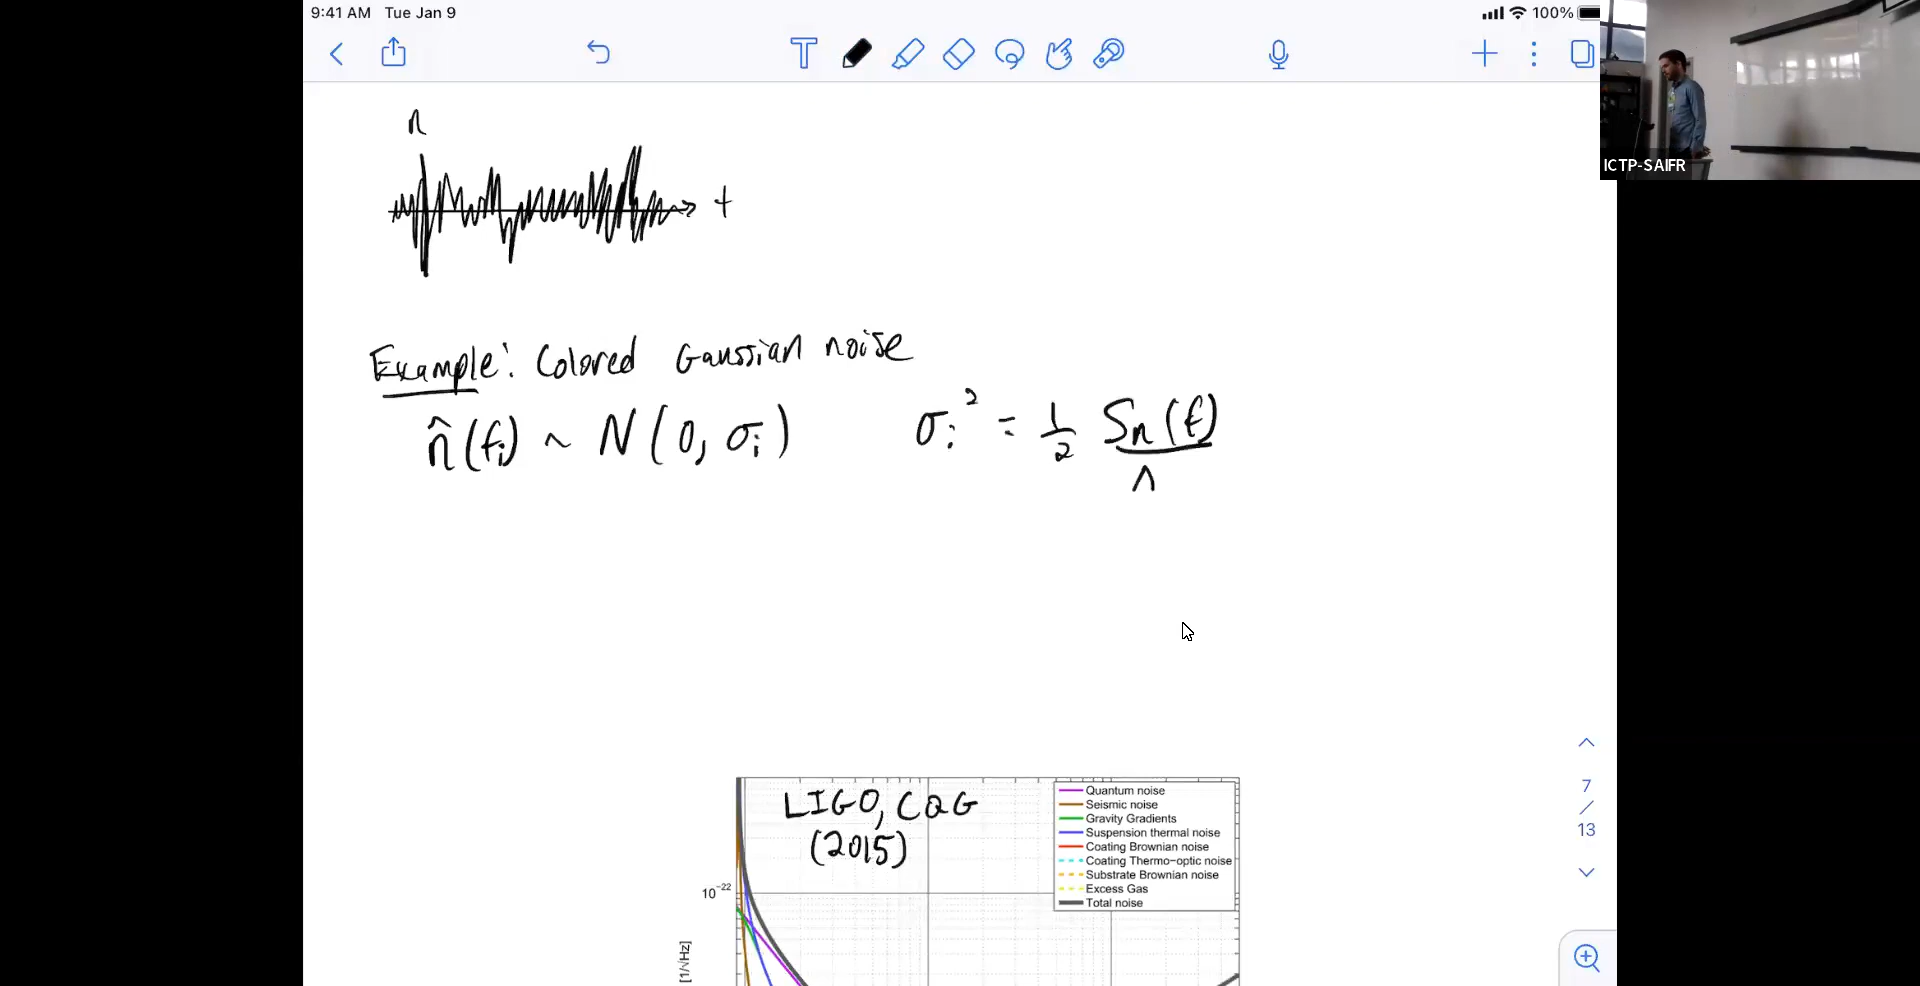 9:41 AM Tue Jan 9
100%
ICTP-SAIFR
n
t
Example: Colored Gaussian noise
n̂(fᵢ) ~ N(0, σᵢ) σᵢ² = 1/2 Sₙ(f)
^
LIGO, CQG
(2015)
Quantum noise
Seismic noise
Gravity Gradients
Suspension thermal noise
Coating Brownian noise
Coating Thermo-optic noise
Substrate Brownian noise
Excess Gas
Total noise
10⁻²²
[1/√Hz]
7
/
13